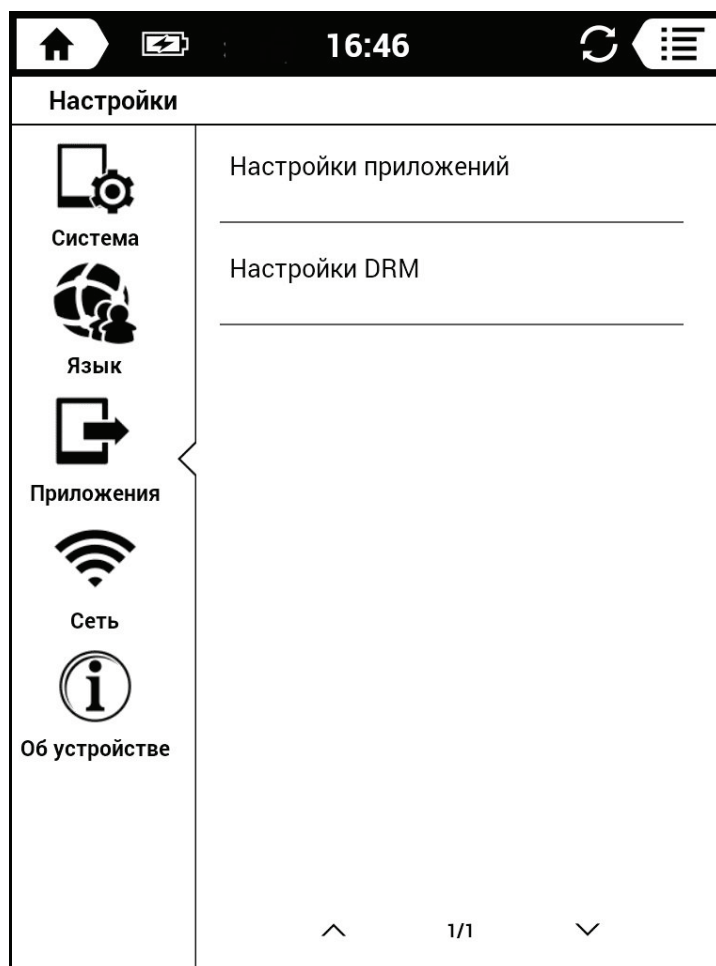 16:46
Настройки
Система
Язык
Приложения
Сеть
Об устройстве
Настройки приложений
Настройки DRM
1/1